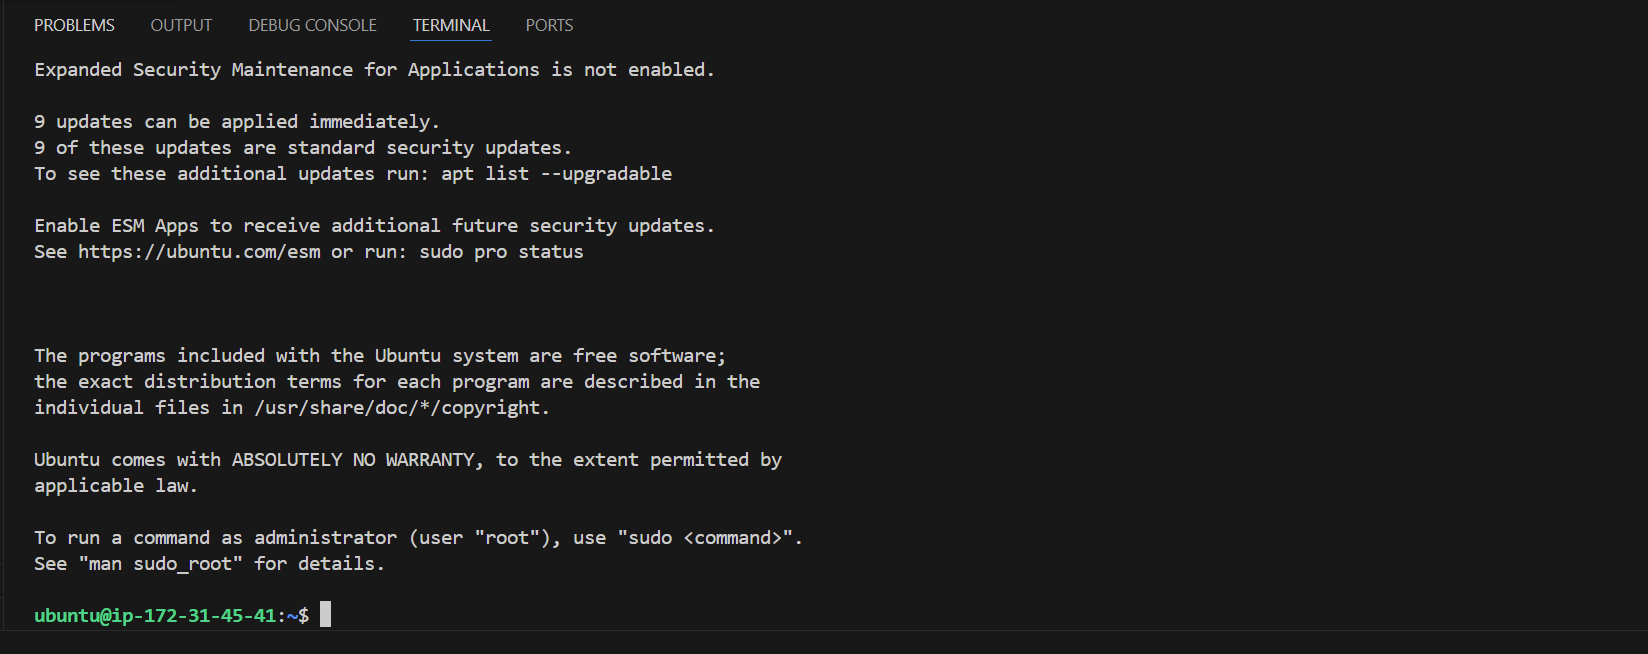 PROBLEMS OUTPUT DEBUG CONSOLE TERMINAL PORTS
Expanded Security Maintenance for Applications is not enabled.
9 updates can be applied immediately.
9 of these updates are standard security updates.
To see these additional updates run: apt list --upgradable
Enable ESM Apps to receive additional future security updates.
See https://ubuntu.com/esm or run: sudo pro status
The programs included with the Ubuntu system are free software;
the exact distribution terms for each program are described in the
individual files in /usr/share/doc/*/copyright.
Ubuntu comes with ABSOLUTELY NO WARRANTY, to the extent permitted by
applicable law.
To run a command as administrator (user "root"), use "sudo <command>".
See "man sudo_root" for details.
ubuntu@ip-172-31-45-41:~$